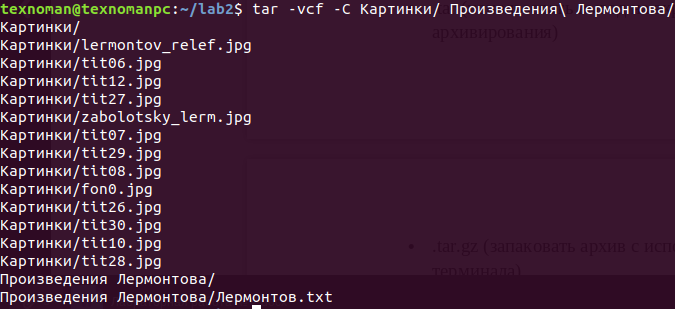 texnoman@texnomanpc:~/lab2$ tar -vcf -C Картинки/ Произведения\ Лермонтова/
Картинки/
Картинки/lermontov_relef.jpg
архивирования)
Картинки/tit06.jpg
Картинки/tit12.jpg
Картинки/tit27.jpg
Картинки/zabolotsky_lerm.jpg
Картинки/tit07.jpg
Картинки/tit29.jpg
Картинки/tit08.jpg
Картинки/fon0.jpg
Картинки/tit26.jpg
Картинки/tit30.jpg
Картинки/tit10.jpg
• .tar.gz (запаковать архив с исп
Картинки/tit28.jpg
терминала)
Произведения Лермонтова/
Произведения Лермонтова/Лермонтов.txt